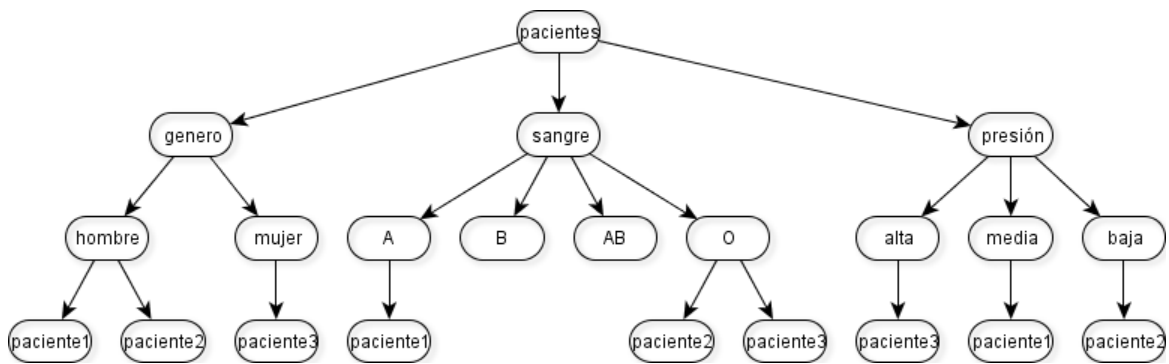 pacientes
genero
sangre
presión
hombre
mujer
A
B
AB
O
alta
media
baja
paciente1
paciente2
paciente3
paciente1
paciente2
paciente3
paciente3
paciente1
paciente2